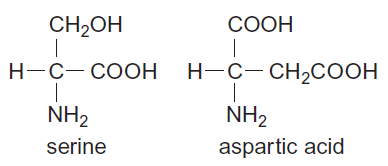 CH₂OH COOH
H–C–COOH H–C–CH₂COOH
NH₂ NH₂
serine aspartic acid